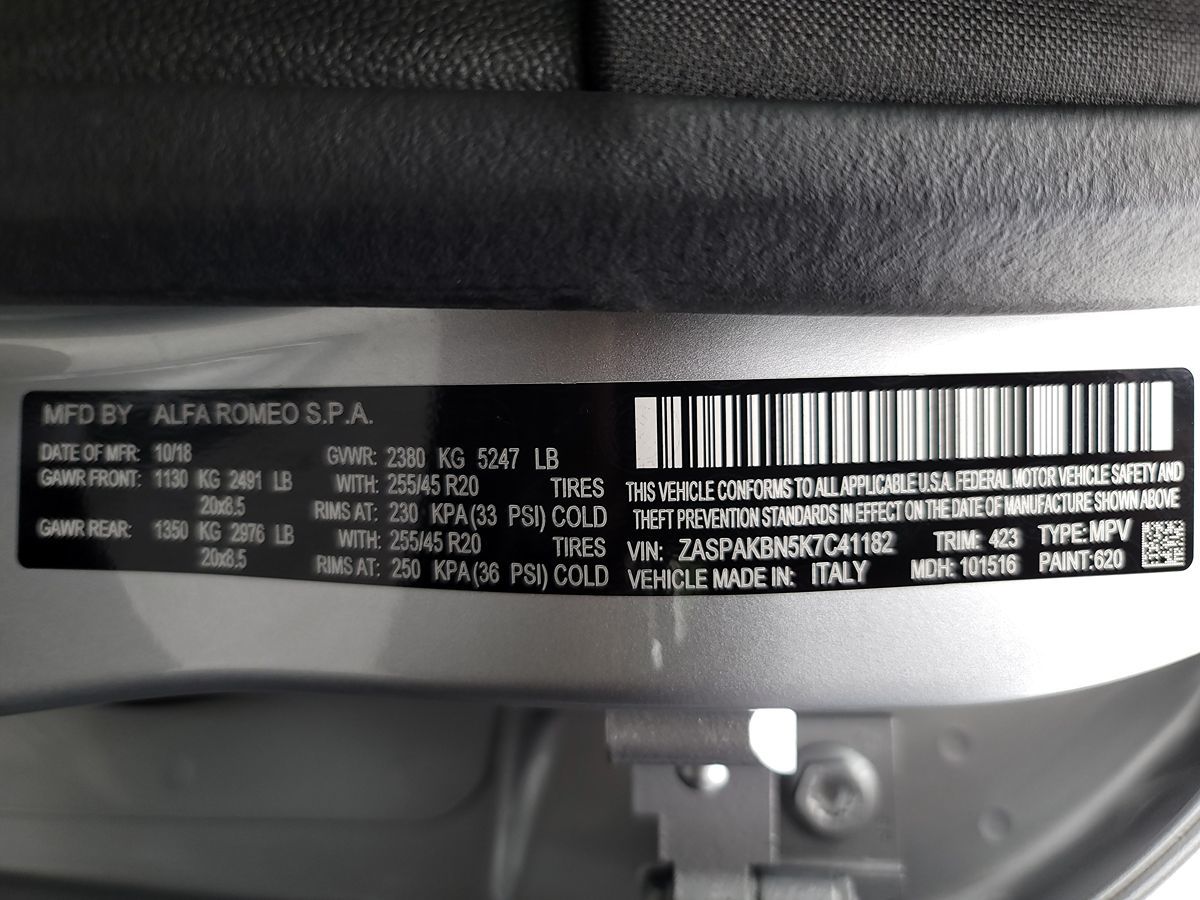 MFD BY ALFA ROMEO S.P.A.
DATE OF MFR: 10/18 GVWR: 2380 KG 5247 LB
GAWR FRONT: 1130 KG 2491 LB WITH: 255/45 R20 TIRES
20x8.5 RIMS AT: 230 KPA(33 PSI) COLD
GAWR REAR: 1350 KG 2976 LB WITH: 255/45 R20 TIRES
20x8.5 RIMS AT: 250 KPA(36 PSI) COLD
THIS VEHICLE CONFORMS TO ALL APPLICABLE U.S.A. FEDERAL MOTOR VEHICLE SAFETY AND
THEFT PREVENTION STANDARDS IN EFFECT ON THE DATE OF MANUFACTURE SHOWN ABOVE
VIN: ZASPAKBN5K7C41182 TRIM: 423 TYPE: MPV
VEHICLE MADE IN: ITALY MDH: 101516 PAINT: 620